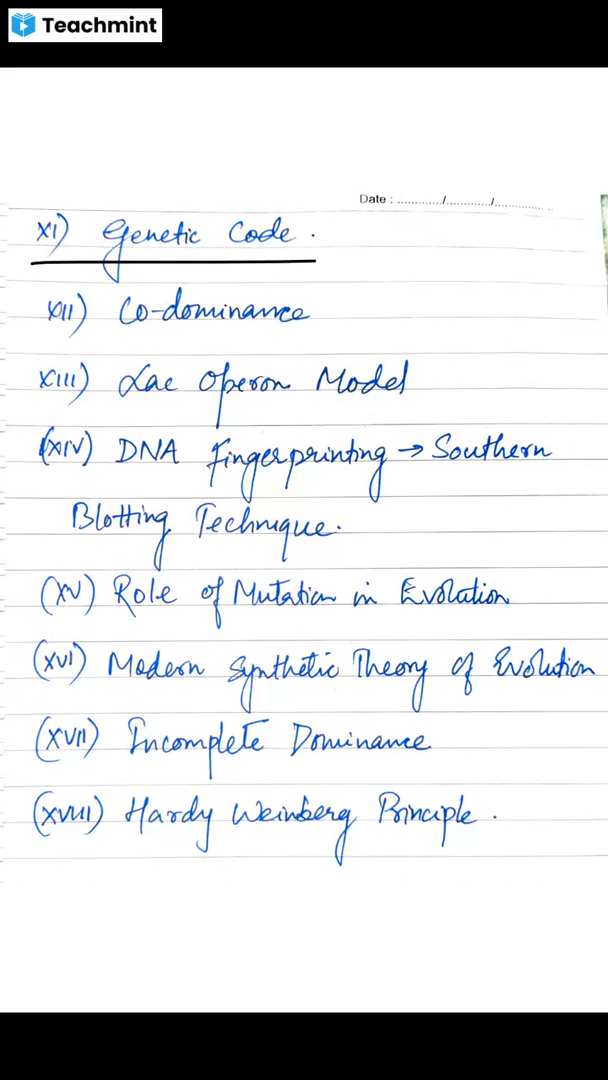 Teachmint
Date : ............./............./................
XI) Genetic Code.
XII) Co-dominance
XIII) Lac Operon Model
(XIV) DNA Fingerprinting → Southern
Blotting Technique.
(XV) Role of Mutation in Evolation
(XVI) Modern Synthetic Theory of Evolution
(XVII) Incomplete Dominance
(XVIII) Hardy Weinberg Principle.